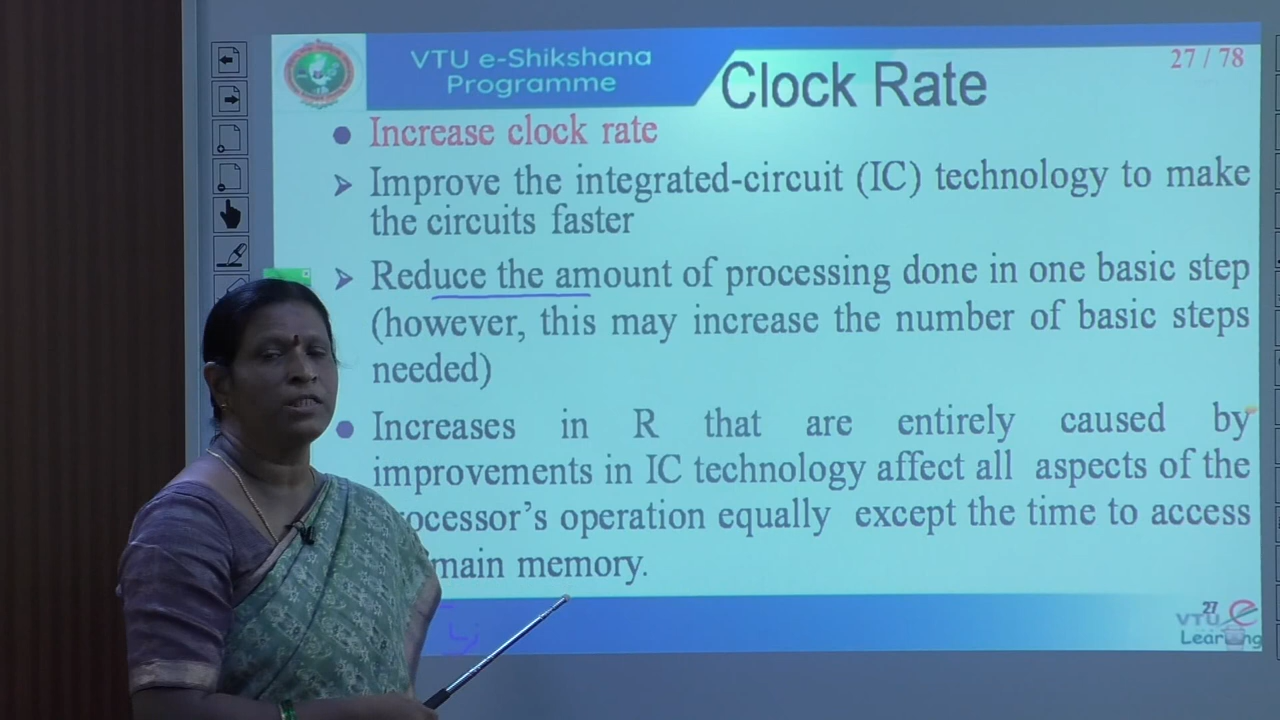 VTU e-Shikshana
Programme
Clock Rate
27 / 78
Increase clock rate
Improve the integrated-circuit (IC) technology to make
the circuits faster
Reduce the amount of processing done in one basic step
(however, this may increase the number of basic steps
needed)
Increases in R that are entirely caused by
improvements in IC technology affect all aspects of the
ocessor's operation equally except the time to access
main memory.
27
VTU e
Learning